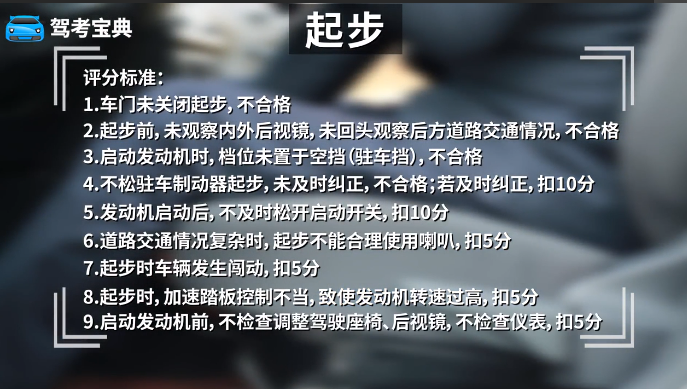 驾考宝典
起步
评分标准：
1.车门未关闭起步，不合格
2.起步前，未观察内外后视镜，未回头观察后方道路交通情况，不合格
3.启动发动机时，档位未置于空挡（驻车挡），不合格
4.不松驻车制动器起步，未及时纠正，不合格；若及时纠正，扣10分
5.发动机启动后，不及时松开启动开关，扣10分
6.道路交通情况复杂时，起步不能合理使用喇叭，扣5分
7.起步时车辆发生闯动，扣5分
8.起步时，加速踏板控制不当，致使发动机转速过高，扣5分
9.启动发动机前，不检查调整驾驶座椅、后视镜，不检查仪表，扣5分